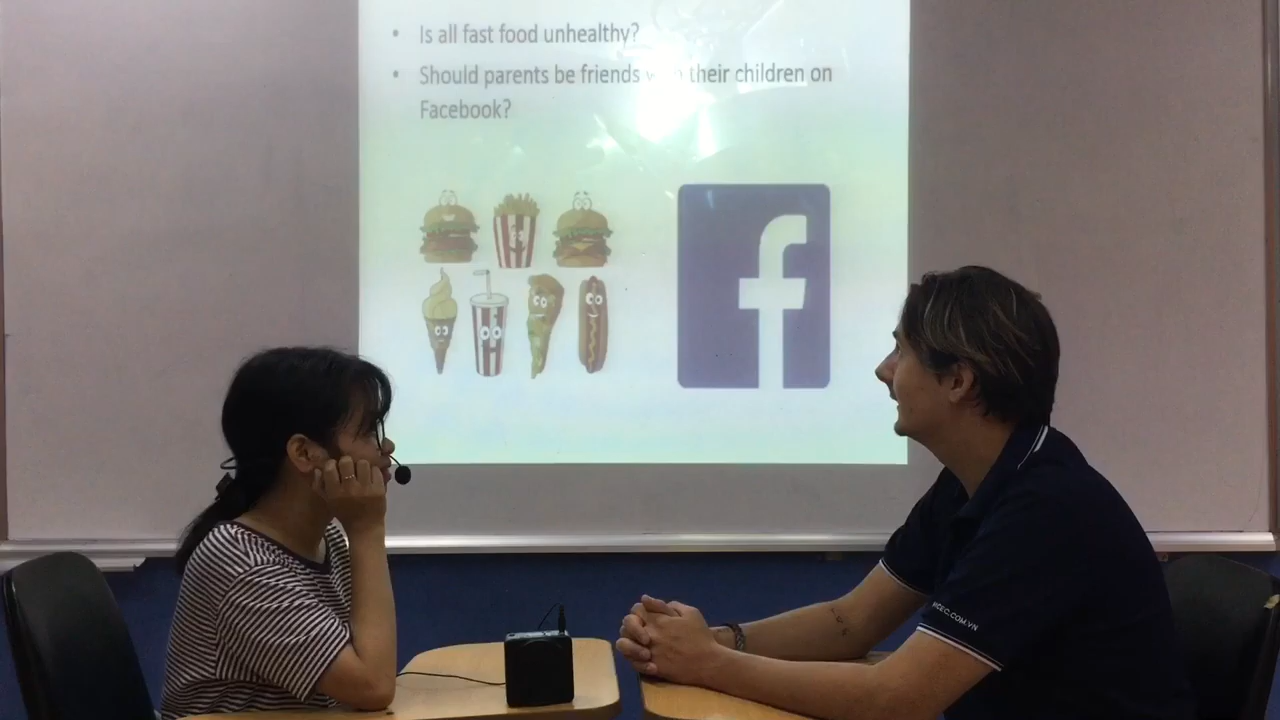 • Is all fast food unhealthy?
• Should parents be friends their children on
Facebook?
f